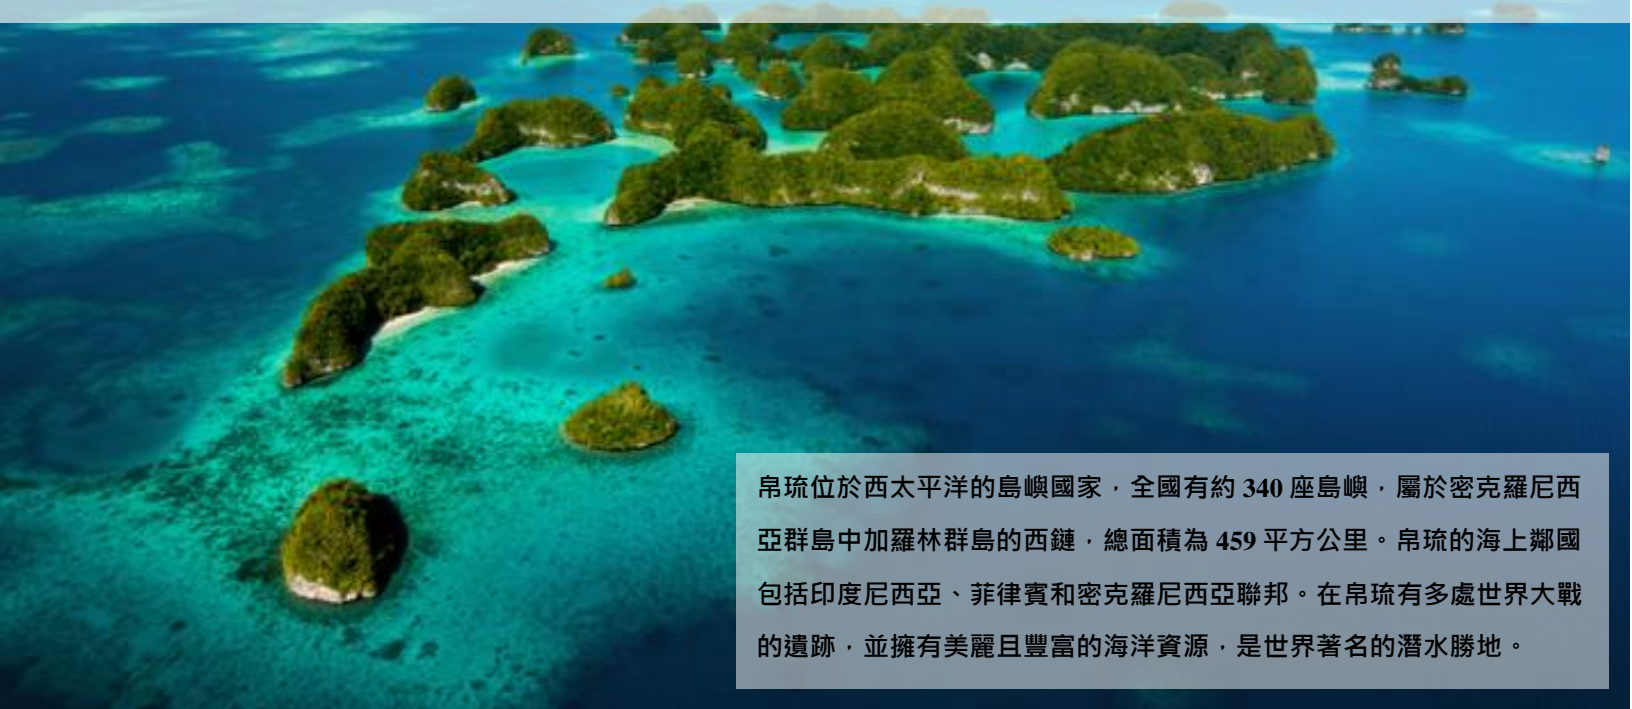 帛琉位於西太平洋的島嶼國家，全國有約 340 座島嶼，屬於密克羅尼西
亞群島中加羅林群島的西鏈，總面積為 459 平方公里。帛琉的海上鄰國
包括印度尼西亞、菲律賓和密克羅尼西亞聯邦。在帛琉有多處世界大戰
的遺跡，並擁有美麗且豐富的海洋資源，是世界著名的潛水勝地。